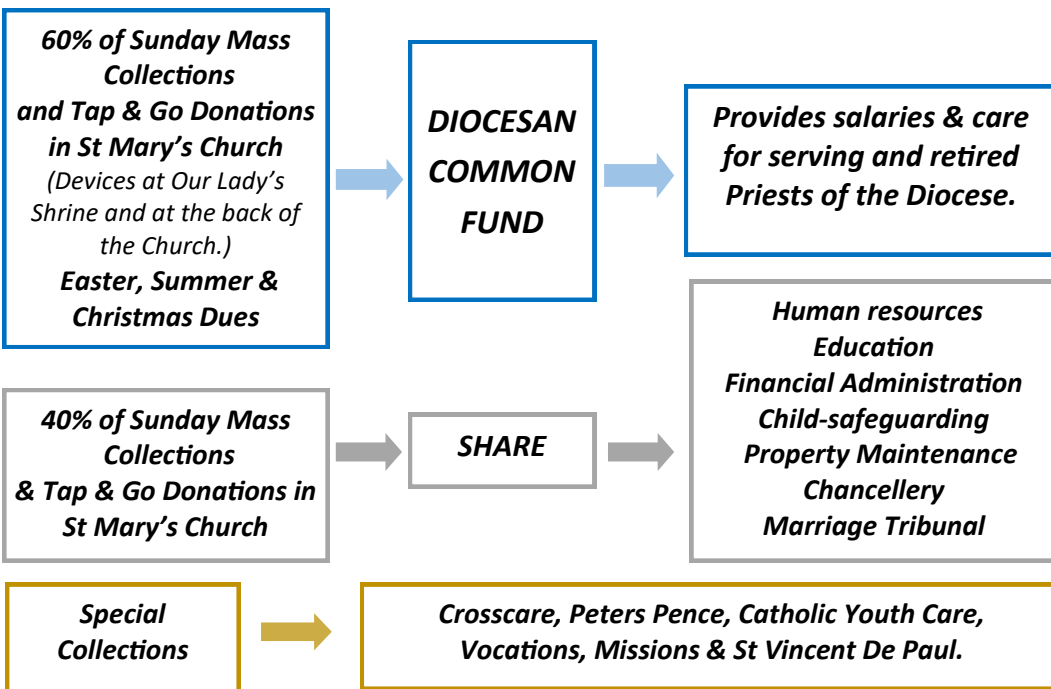 60% of Sunday Mass
Collections
and Tap & Go Donations
in St Mary's Church
(Devices at Our Lady's
Shrine and at the back of
the Church.)
Easter, Summer &
Christmas Dues
DIOCESAN
COMMON
FUND
Provides salaries & care
for serving and retired
Priests of the Diocese.
40% of Sunday Mass
Collections
& Tap & Go Donations in
St Mary's Church
SHARE
Human resources
Education
Financial Administration
Child-safeguarding
Property Maintenance
Chancellery
Marriage Tribunal
Special
Collections
Crosscare, Peters Pence, Catholic Youth Care,
Vocations, Missions & St Vincent De Paul.